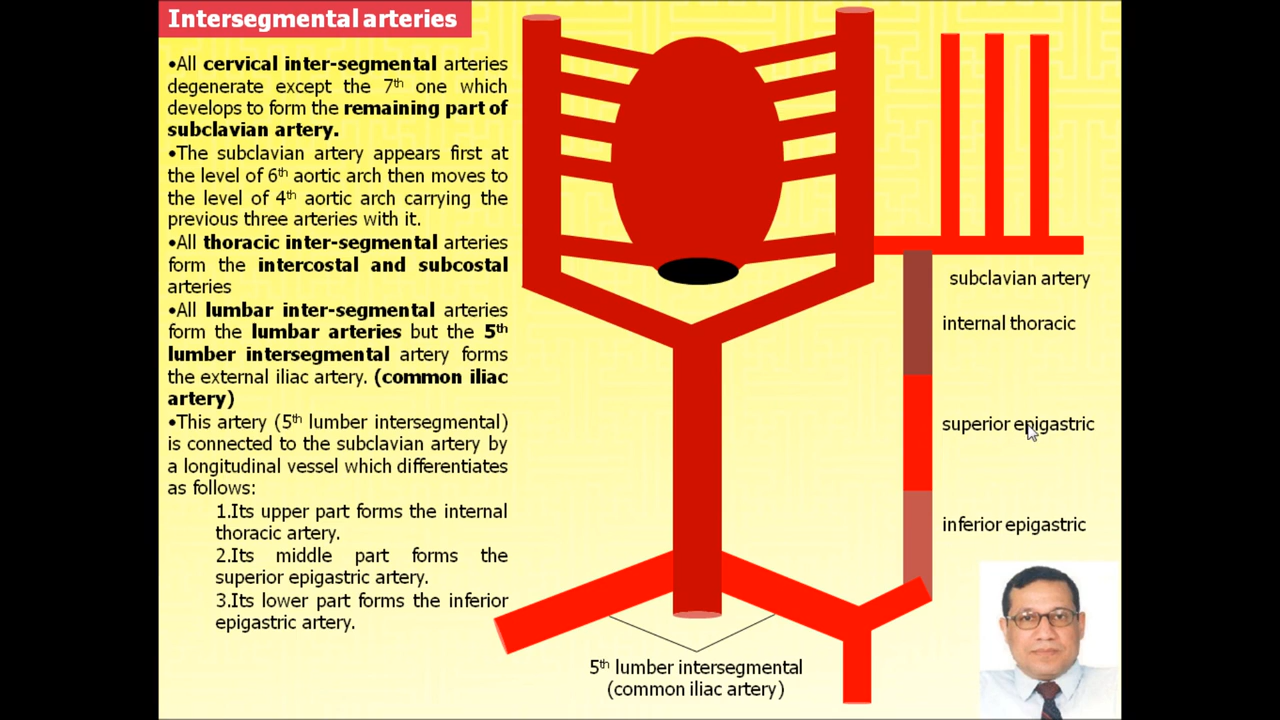 Intersegmental arteries
•All cervical inter-segmental arteries
degenerate except the 7th one which
develops to form the remaining part of
subclavian artery.
•The subclavian artery appears first at
the level of 6th aortic arch then moves to
the level of 4th aortic arch carrying the
previous three arteries with it.
•All thoracic inter-segmental arteries
form the intercostal and subcostal
arteries
•All lumbar inter-segmental arteries
form the lumbar arteries but the 5th
lumber intersegmental artery forms
the external iliac artery. (common iliac
artery)
•This artery (5th lumber intersegmental)
is connected to the subclavian artery by
a longitudinal vessel which differentiates
as follows:
1.Its upper part forms the internal
thoracic artery.
2.Its middle part forms the
superior epigastric artery.
3.Its lower part forms the inferior
epigastric artery.
subclavian artery
internal thoracic
superior epigastric
inferior epigastric
5th lumber intersegmental
(common iliac artery)